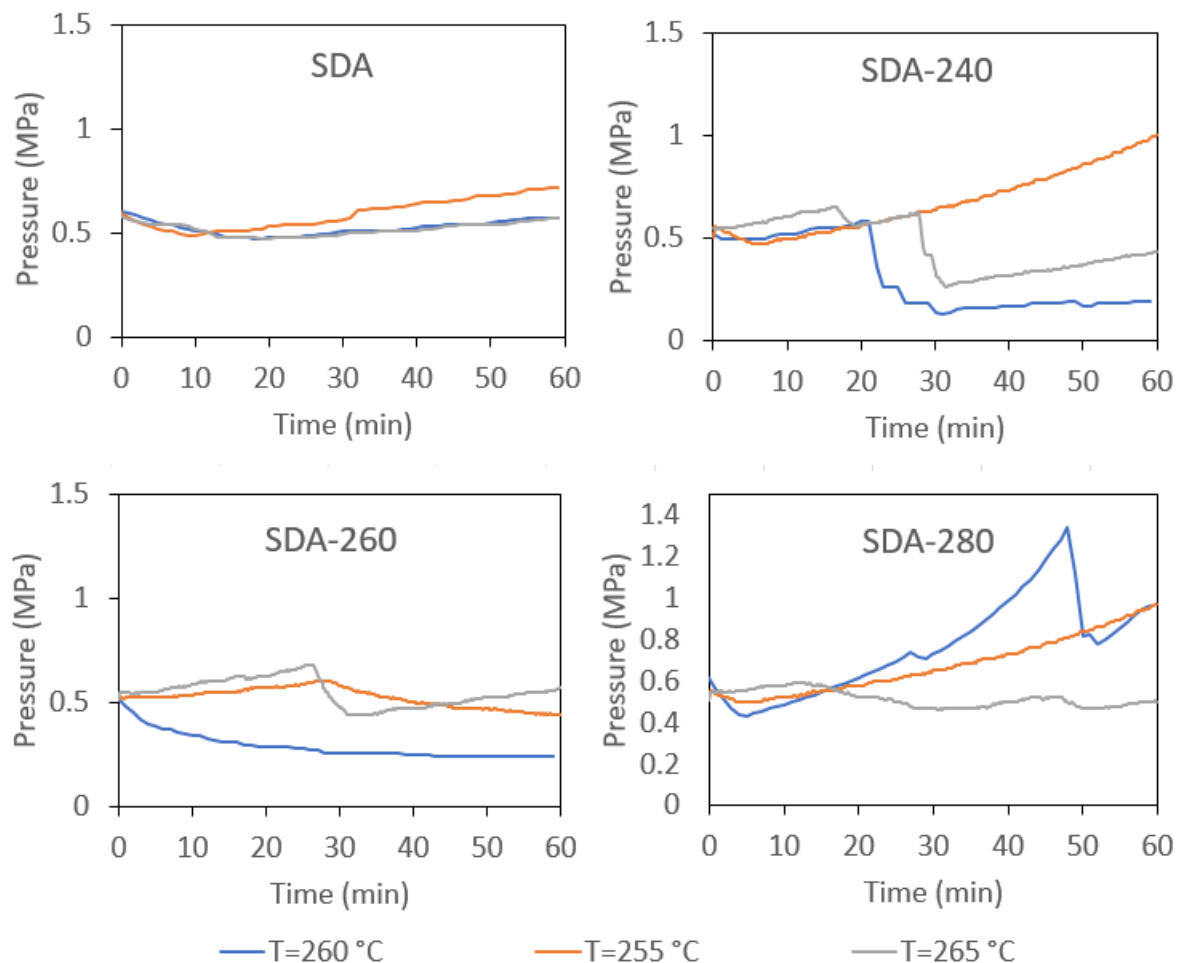 SDA
Pressure (MPa)
1.5
1
0.5
0
0 10 20 30 40 50 60
Time (min)
SDA-240
Pressure (MPa)
1.5
1
0.5
0
0 10 20 30 40 50 60
Time (min)
SDA-260
Pressure (MPa)
1.5
1
0.5
0
0 10 20 30 40 50 60
Time (min)
SDA-280
Pressure (MPa)
1.4
1.2
1
0.8
0.6
0.4
0.2
0
0 10 20 30 40 50 60
Time (min)
T=260 °C T=255 °C T=265 °C